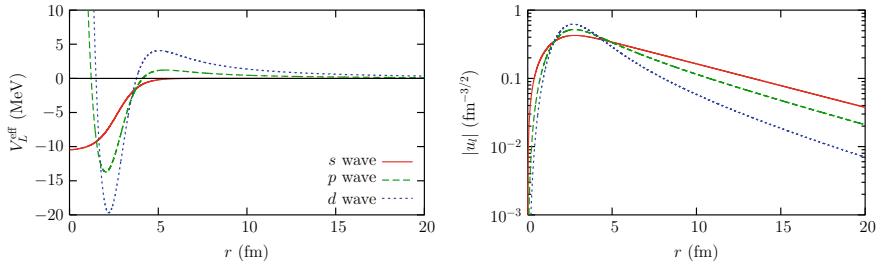 10
5
0
−5
−10
−15
−20
V_L^eff (MeV)
s wave
p wave
d wave
0 5 10 15 20
r (fm)
1
0.1
10^−2
10^−3
|u_l| (fm^−3/2)
0 5 10 15 20
r (fm)